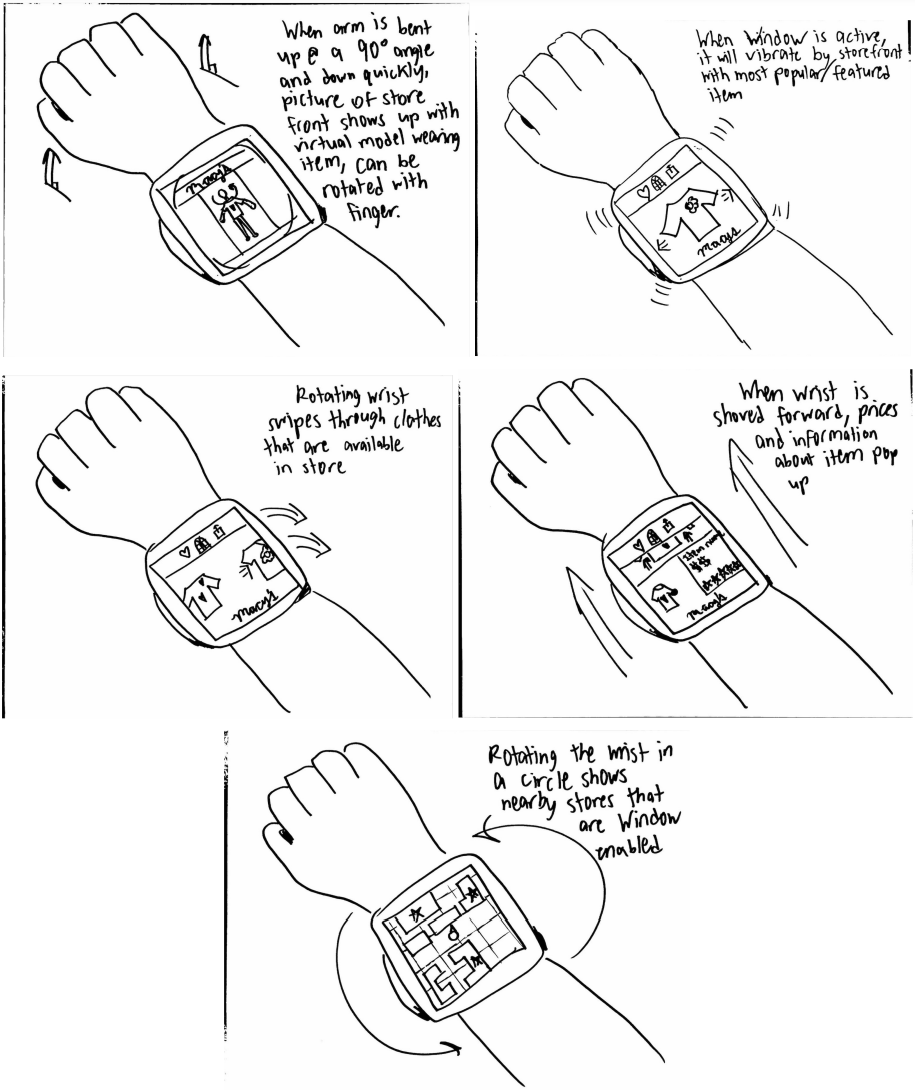 When arm is bent
up @ a 90° angle
and down quickly,
picture of store
front shows up with
virtual model wearing
item, can be
rotated with
finger.
macy's
When Window is active,
it will vibrate by storefront
with most popular/featured
item
macys
Rotating wrist
swipes through clothes
that are available
in store
macy's
When wrist is
shoved forward, prices
and information
about item pop
up
Item name
$$
macy's
Rotating the wrist in
a circle shows
nearby stores that
are Window
enabled